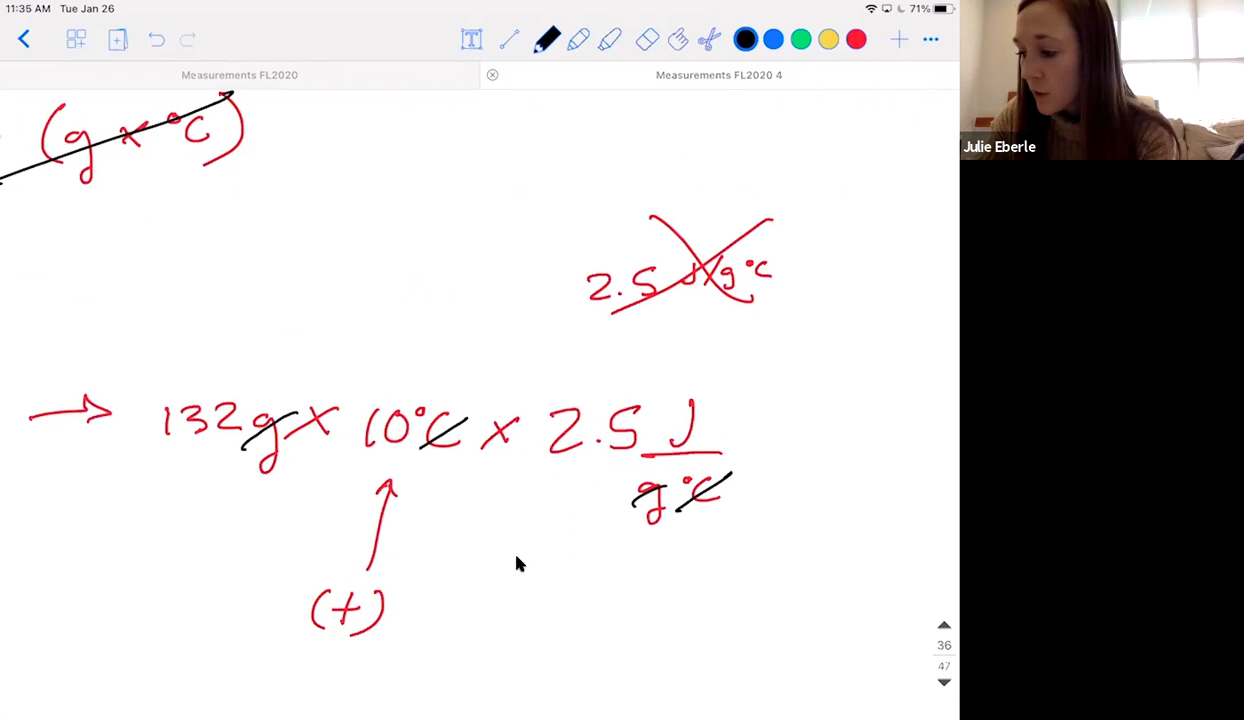 11:35 AM Tue Jan 26
71%
Measurements FL2020
Measurements FL2020 4
(g x °C)
Julie Eberle
2.5 J/g°C
→ 132g x 10°C x 2.5 J
g °C
(+)
36
47